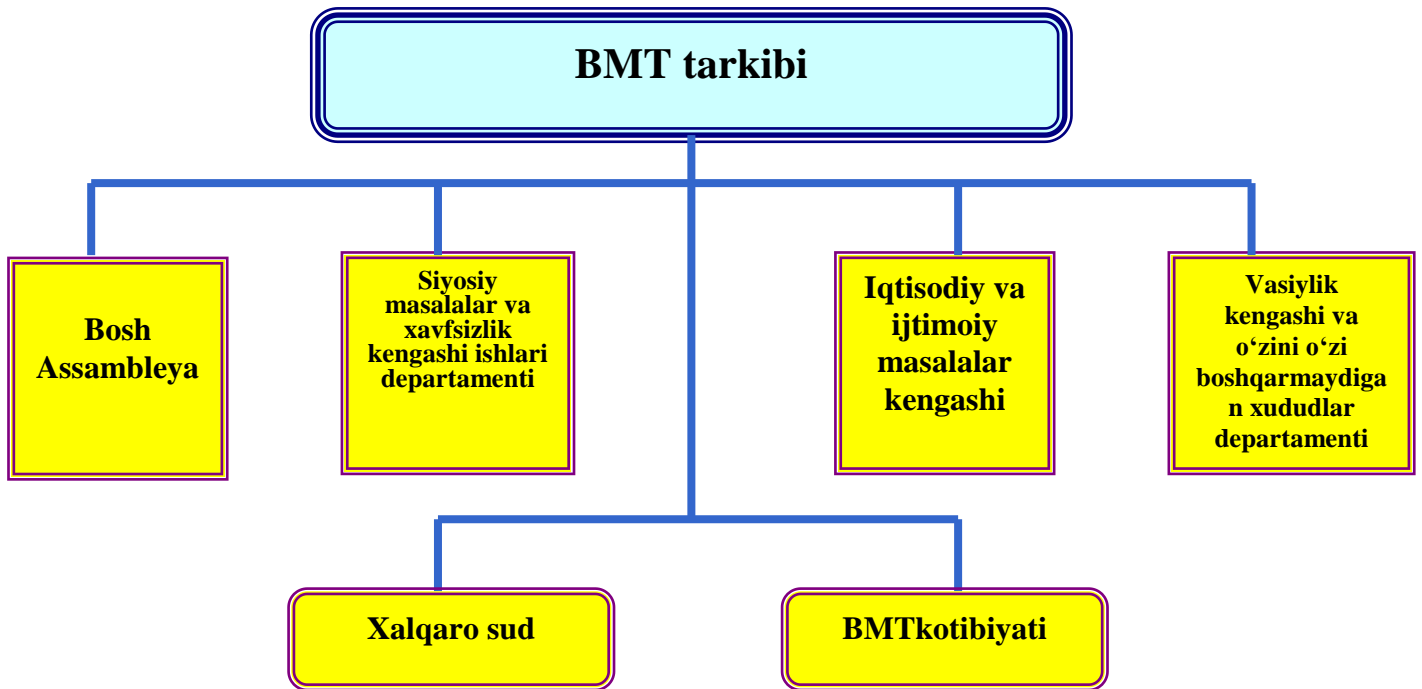 BMT tarkibi
Bosh
Assambleya
Siyosiy
masalalar va
xavfsizlik
kengashi ishlari
departamenti
Iqtisodiy va
ijtimoiy
masalalar
kengashi
Vasiylik
kengashi va
o‘zini o‘zi
boshqarmaydiga
n xududlar
departamenti
Xalqaro sud
BMTkotibiyati